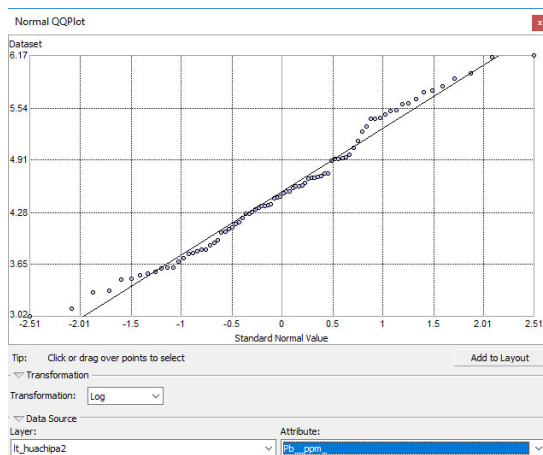 Normal QQPlot
x
Dataset
6.17
5.54
4.91
4.28
3.65
3.02
-2.51 -2.01 -1.5 -1 -0.5 0 0.5 1 1.5 2.01 2.51
Standard Normal Value
Tip: Click or drag over points to select
Add to Layout
Transformation
Transformation: Log
Data Source
Layer: Attribute:
lt_huachipa2 Pb__ppm_